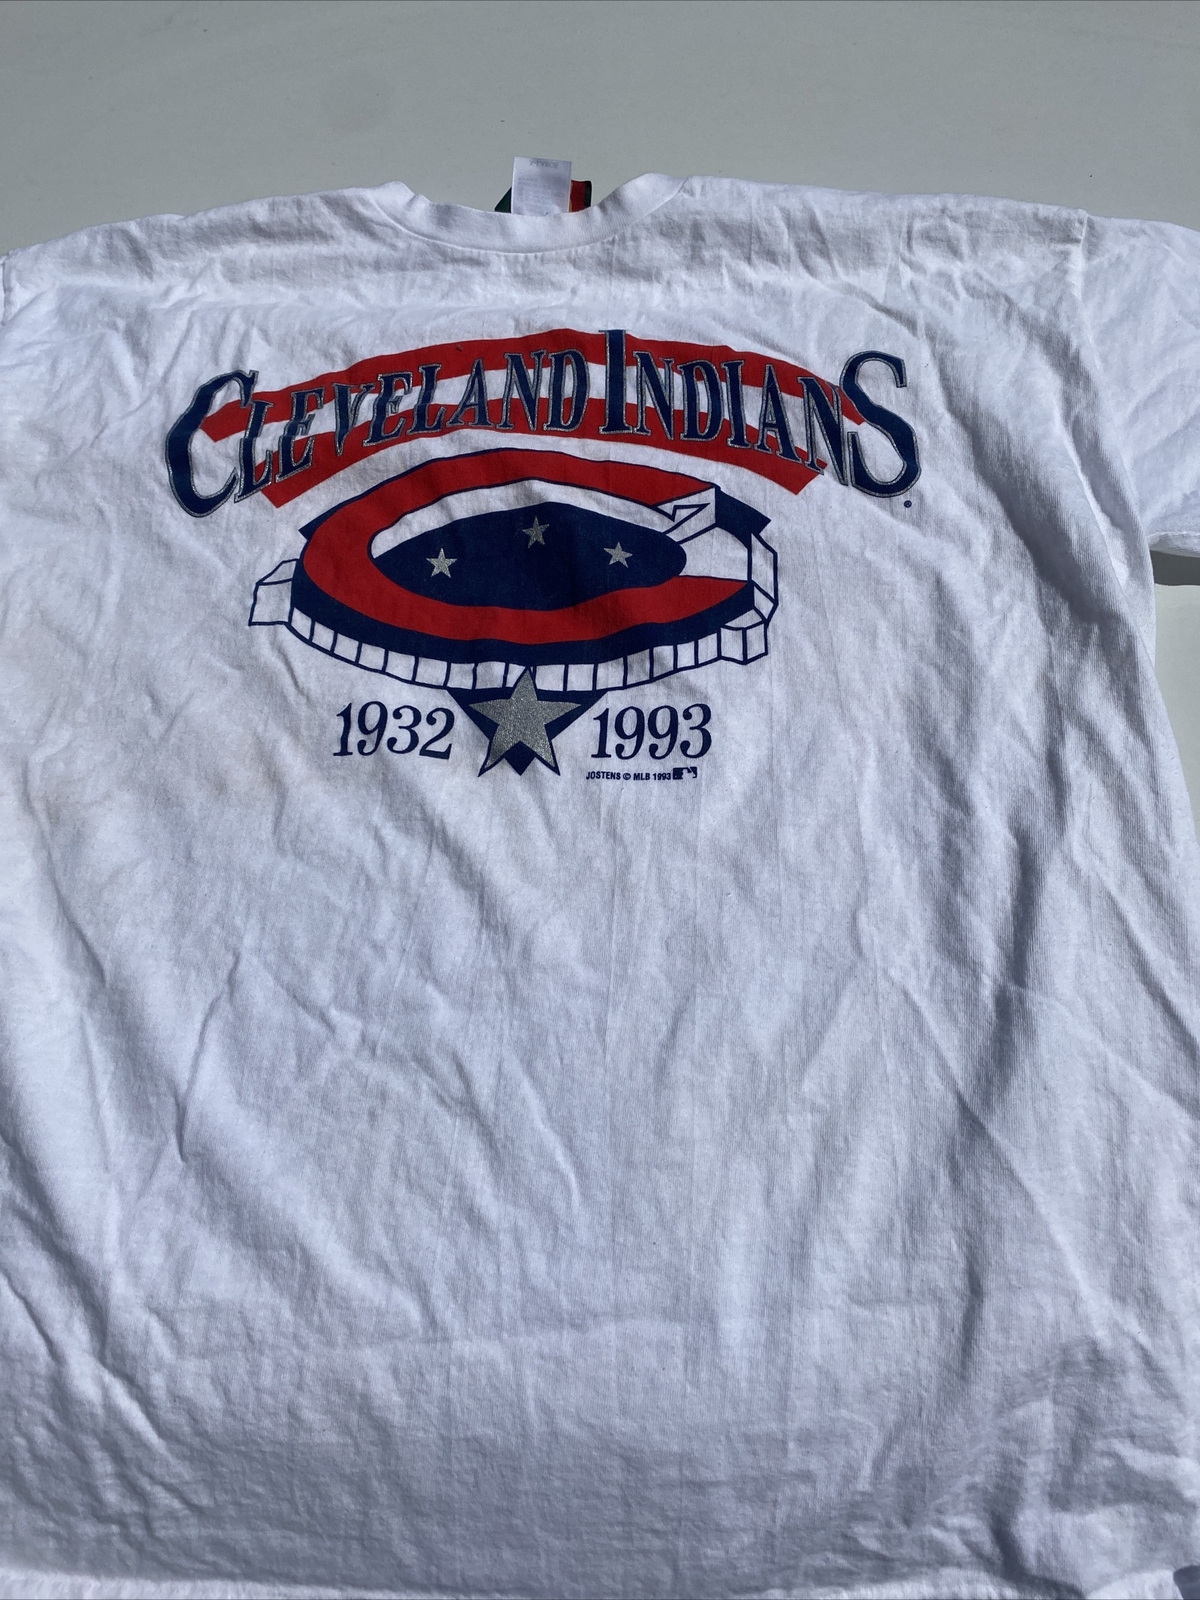 CLEVELAND INDIANS
1932 1993
JOSTENS © MLB 1993